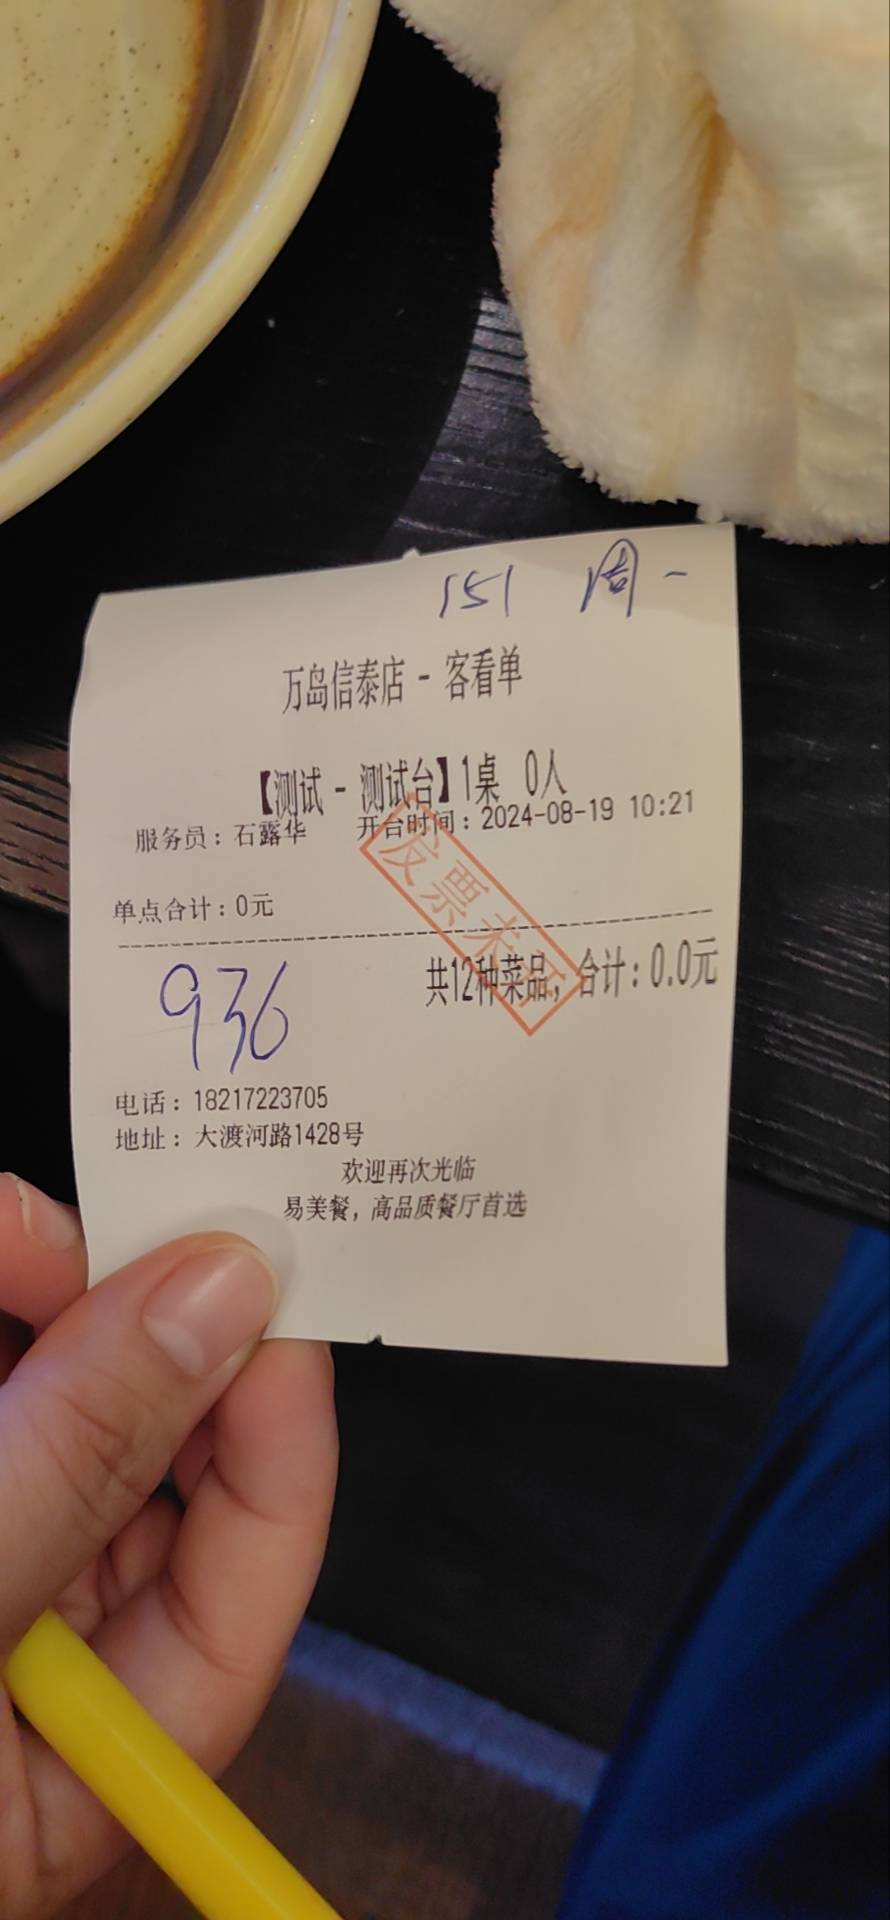 151 周一
万岛信泰店 - 客看单
【测试 - 测试台】1桌 0人
服务员：石露华 开台时间：2024-08-19 10:21
单点合计：0元
发票未开
共12种菜品，合计：0.0元
936
电话：18217223705
地址：大渡河路1428号
欢迎再次光临
易美餐，高品质餐厅首选